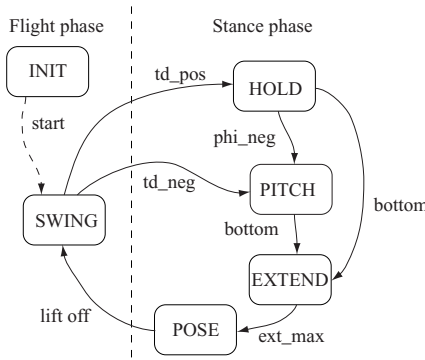 Flight phase
Stance phase
INIT
td_pos
HOLD
start
phi_neg
td_neg
PITCH
SWING
bottom
bottom
EXTEND
lift off
POSE
ext_max